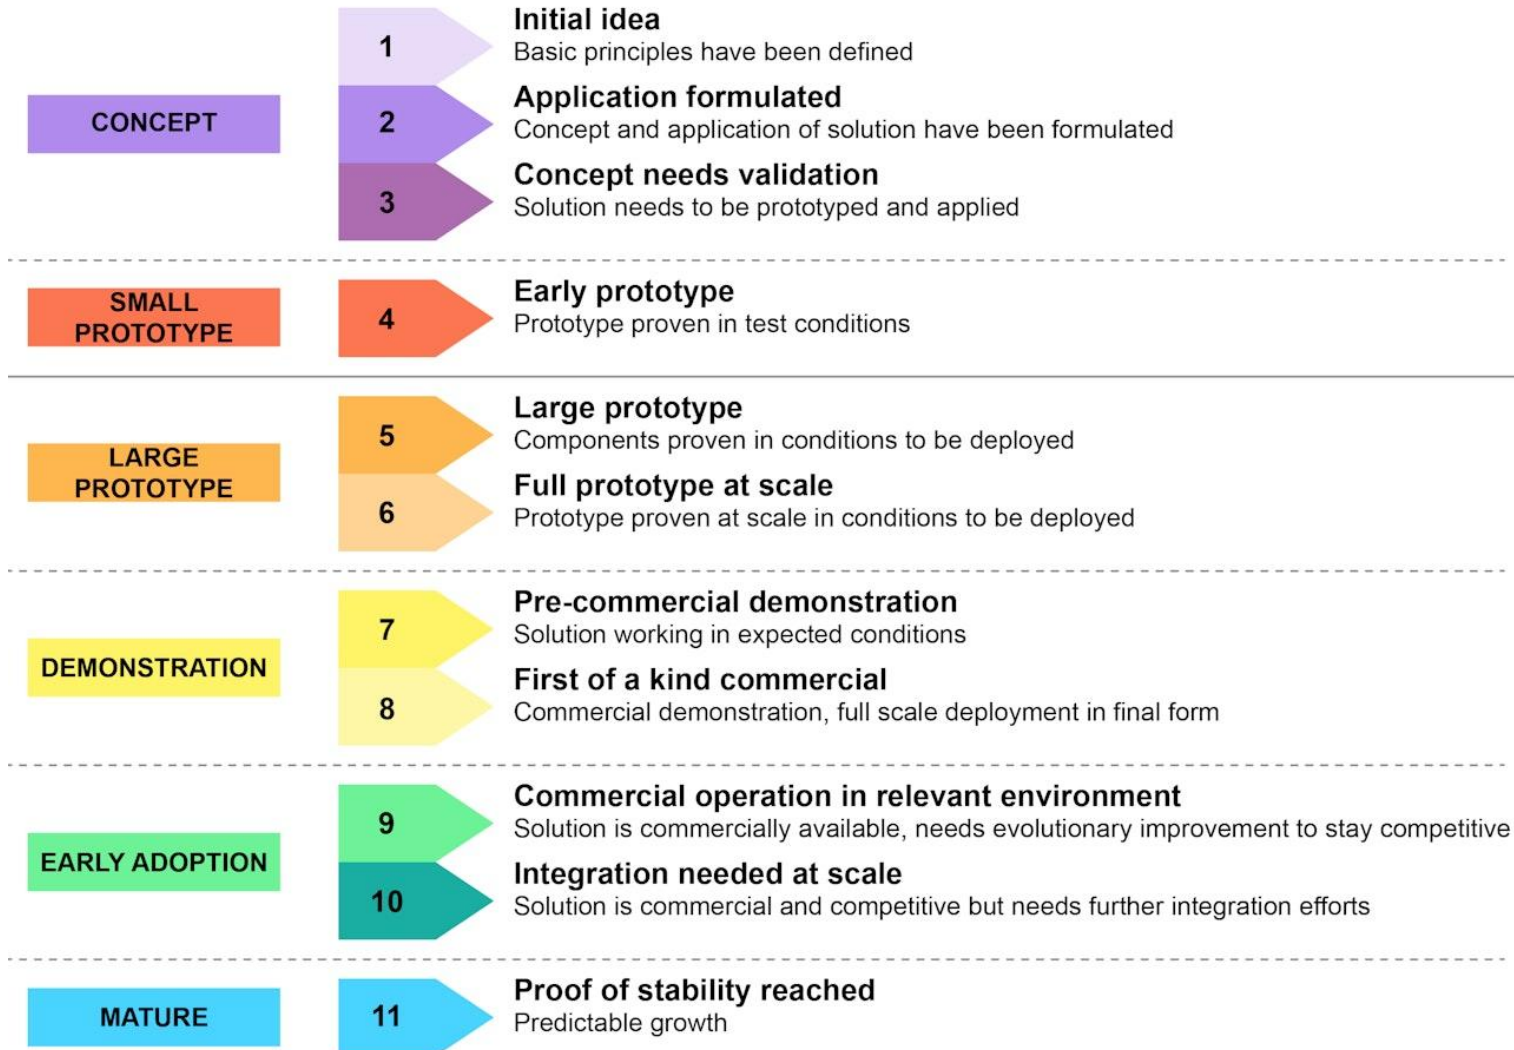 CONCEPT
1
Initial idea
Basic principles have been defined
2
Application formulated
Concept and application of solution have been formulated
3
Concept needs validation
Solution needs to be prototyped and applied
SMALL
PROTOTYPE
4
Early prototype
Prototype proven in test conditions
LARGE
PROTOTYPE
5
Large prototype
Components proven in conditions to be deployed
6
Full prototype at scale
Prototype proven at scale in conditions to be deployed
DEMONSTRATION
7
Pre-commercial demonstration
Solution working in expected conditions
8
First of a kind commercial
Commercial demonstration, full scale deployment in final form
EARLY ADOPTION
9
Commercial operation in relevant environment
Solution is commercially available, needs evolutionary improvement to stay competitive
10
Integration needed at scale
Solution is commercial and competitive but needs further integration efforts
MATURE
11
Proof of stability reached
Predictable growth